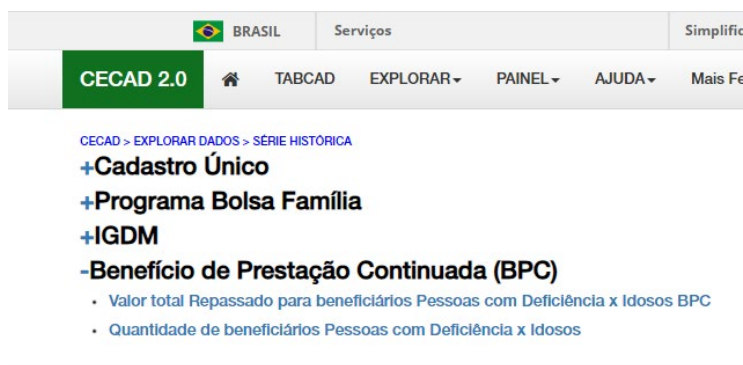 BRASIL Serviços
CECAD 2.0 TABCAD EXPLORAR PAINEL AJUDA Mais
CECAD > EXPLORAR DADOS > SÉRIE HISTÓRICA
+Cadastro Único
+Programa Bolsa Família
+IGDM
-Benefício de Prestação Continuada (BPC)
• Valor total Repassado para beneficiários Pessoas com Deficiência x Idosos BPC
• Quantidade de beneficiários Pessoas com Deficiência x Idosos